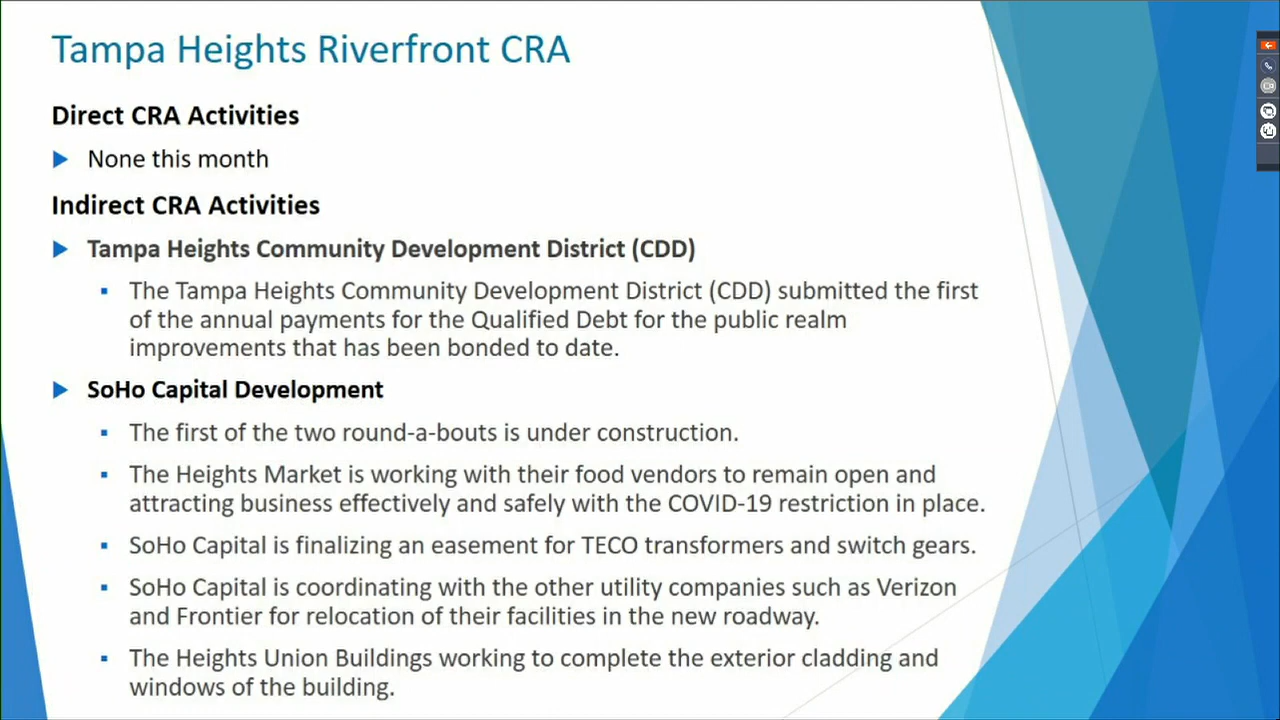 Tampa Heights Riverfront CRA
Direct CRA Activities
None this month
Indirect CRA Activities
Tampa Heights Community Development District (CDD)
The Tampa Heights Community Development District (CDD) submitted the first
of the annual payments for the Qualified Debt for the public realm
improvements that has been bonded to date.
SoHo Capital Development
The first of the two round-a-bouts is under construction.
The Heights Market is working with their food vendors to remain open and
attracting business effectively and safely with the COVID-19 restriction in place.
SoHo Capital is finalizing an easement for TECO transformers and switch gears.
SoHo Capital is coordinating with the other utility companies such as Verizon
and Frontier for relocation of their facilities in the new roadway.
The Heights Union Buildings working to complete the exterior cladding and
windows of the building.